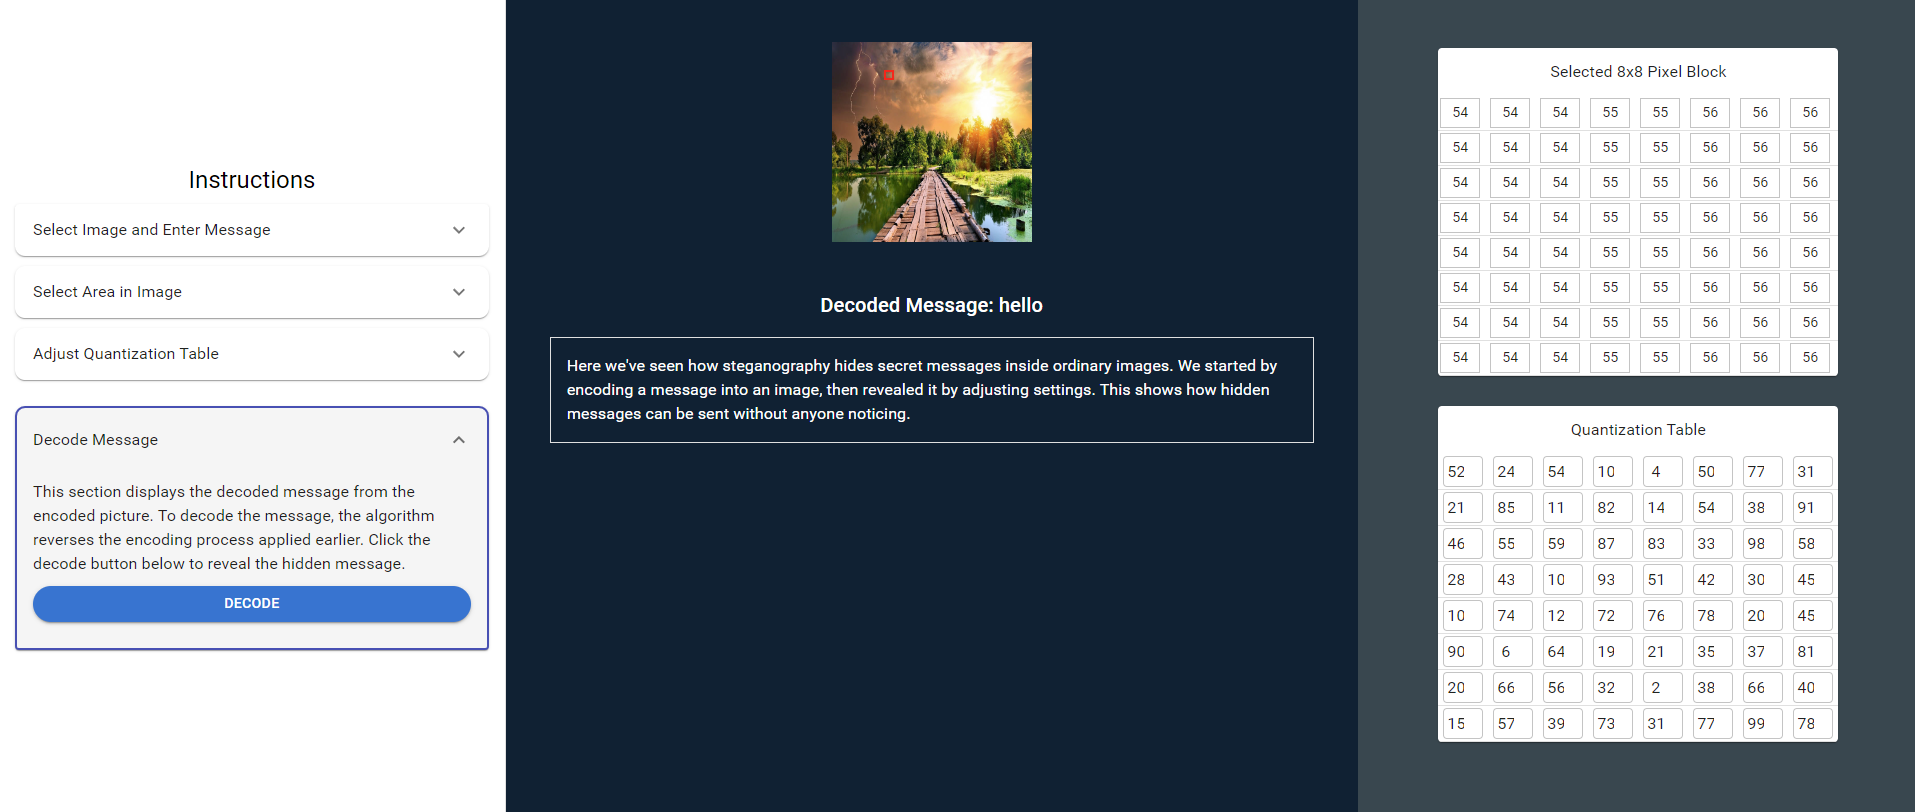 Instructions
Select Image and Enter Message
Select Area in Image
Adjust Quantization Table
Decode Message
This section displays the decoded message from the
encoded picture. To decode the message, the algorithm
reverses the encoding process applied earlier. Click the
decode button below to reveal the hidden message.
DECODE
Decoded Message: hello
Here we've seen how steganography hides secret messages inside ordinary images. We started by
encoding a message into an image, then revealed it by adjusting settings. This shows how hidden
messages can be sent without anyone noticing.
Selected 8x8 Pixel Block
54 54 54 55 55 56 56 56
54 54 54 55 55 56 56 56
54 54 54 55 55 56 56 56
54 54 54 55 55 56 56 56
54 54 54 55 55 56 56 56
54 54 54 55 55 56 56 56
54 54 54 55 55 56 56 56
54 54 54 55 55 56 56 56
Quantization Table
52 24 54 10 4 50 77 31
21 85 11 82 14 54 38 91
46 55 59 87 83 33 98 58
28 43 10 93 51 42 30 45
10 74 12 72 76 78 20 45
90 6 64 19 21 35 37 81
20 66 56 32 2 38 66 40
15 57 39 73 31 77 99 78